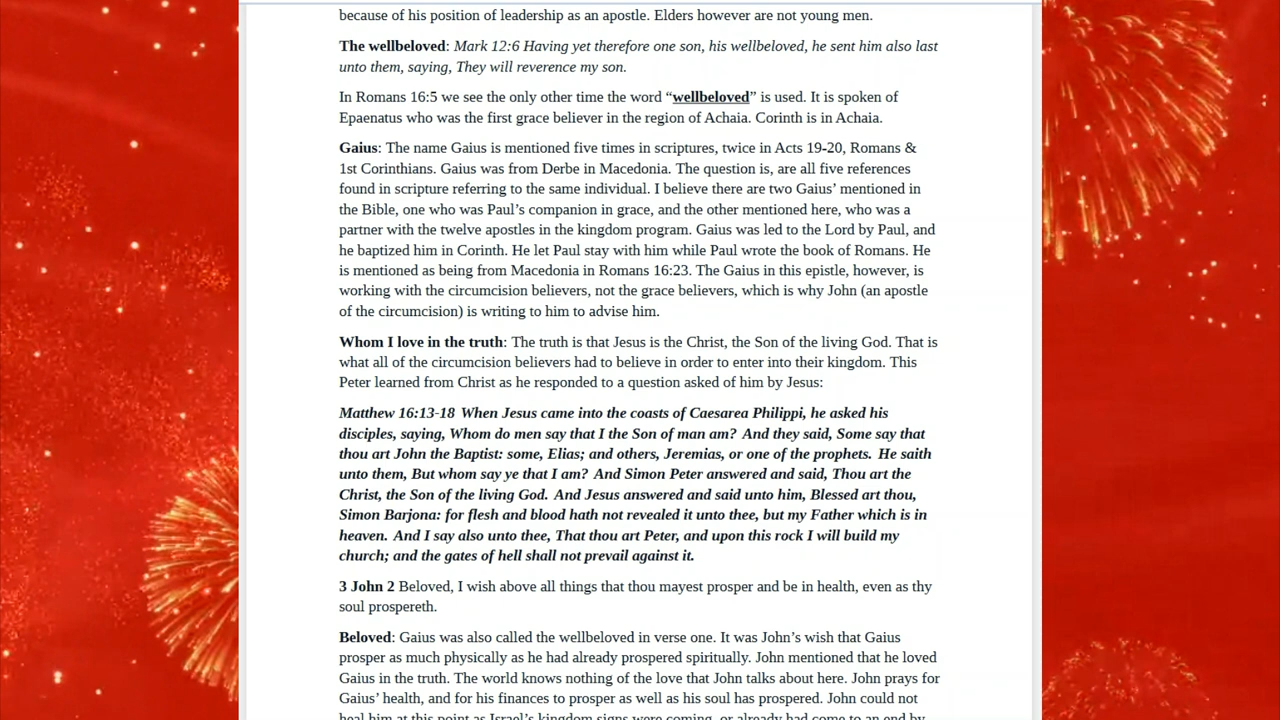 because of his position of leadership as an apostle. Elders however are not young men.
The wellbeloved: Mark 12:6 Having yet therefore one son, his wellbeloved, he sent him also last
unto them, saying, They will reverence my son.
In Romans 16:5 we see the only other time the word “wellbeloved” is used. It is spoken of
Epaenatus who was the first grace believer in the region of Achaia. Corinth is in Achaia.
Gaius: The name Gaius is mentioned five times in scriptures, twice in Acts 19-20, Romans &
1st Corinthians. Gaius was from Derbe in Macedonia. The question is, are all five references
found in scripture referring to the same individual. I believe there are two Gaius’ mentioned in
the Bible, one who was Paul’s companion in grace, and the other mentioned here, who was a
partner with the twelve apostles in the kingdom program. Gaius was led to the Lord by Paul, and
he baptized him in Corinth. He let Paul stay with him while Paul wrote the book of Romans. He
is mentioned as being from Macedonia in Romans 16:23. The Gaius in this epistle, however, is
working with the circumcision believers, not the grace believers, which is why John (an apostle
of the circumcision) is writing to him to advise him.
Whom I love in the truth: The truth is that Jesus is the Christ, the Son of the living God. That is
what all of the circumcision believers had to believe in order to enter into their kingdom. This
Peter learned from Christ as he responded to a question asked of him by Jesus:
Matthew 16:13-18 When Jesus came into the coasts of Caesarea Philippi, he asked his
disciples, saying, Whom do men say that I the Son of man am? And they said, Some say that
thou art John the Baptist: some, Elias; and others, Jeremias, or one of the prophets. He saith
unto them, But whom say ye that I am? And Simon Peter answered and said, Thou art the
Christ, the Son of the living God. And Jesus answered and said unto him, Blessed art thou,
Simon Barjona: for flesh and blood hath not revealed it unto thee, but my Father which is in
heaven. And I say also unto thee, That thou art Peter, and upon this rock I will build my
church; and the gates of hell shall not prevail against it.
3 John 2 Beloved, I wish above all things that thou mayest prosper and be in health, even as thy
soul prospereth.
Beloved: Gaius was also called the wellbeloved in verse one. It was John’s wish that Gaius
prosper as much physically as he had already prospered spiritually. John mentioned that he loved
Gaius in the truth. The world knows nothing of the love that John talks about here. John prays for
Gaius’ health, and for his finances to prosper as well as his soul has prospered. John could not
heal him at this point as Israel’s kingdom signs were coming, or already had come to an end by